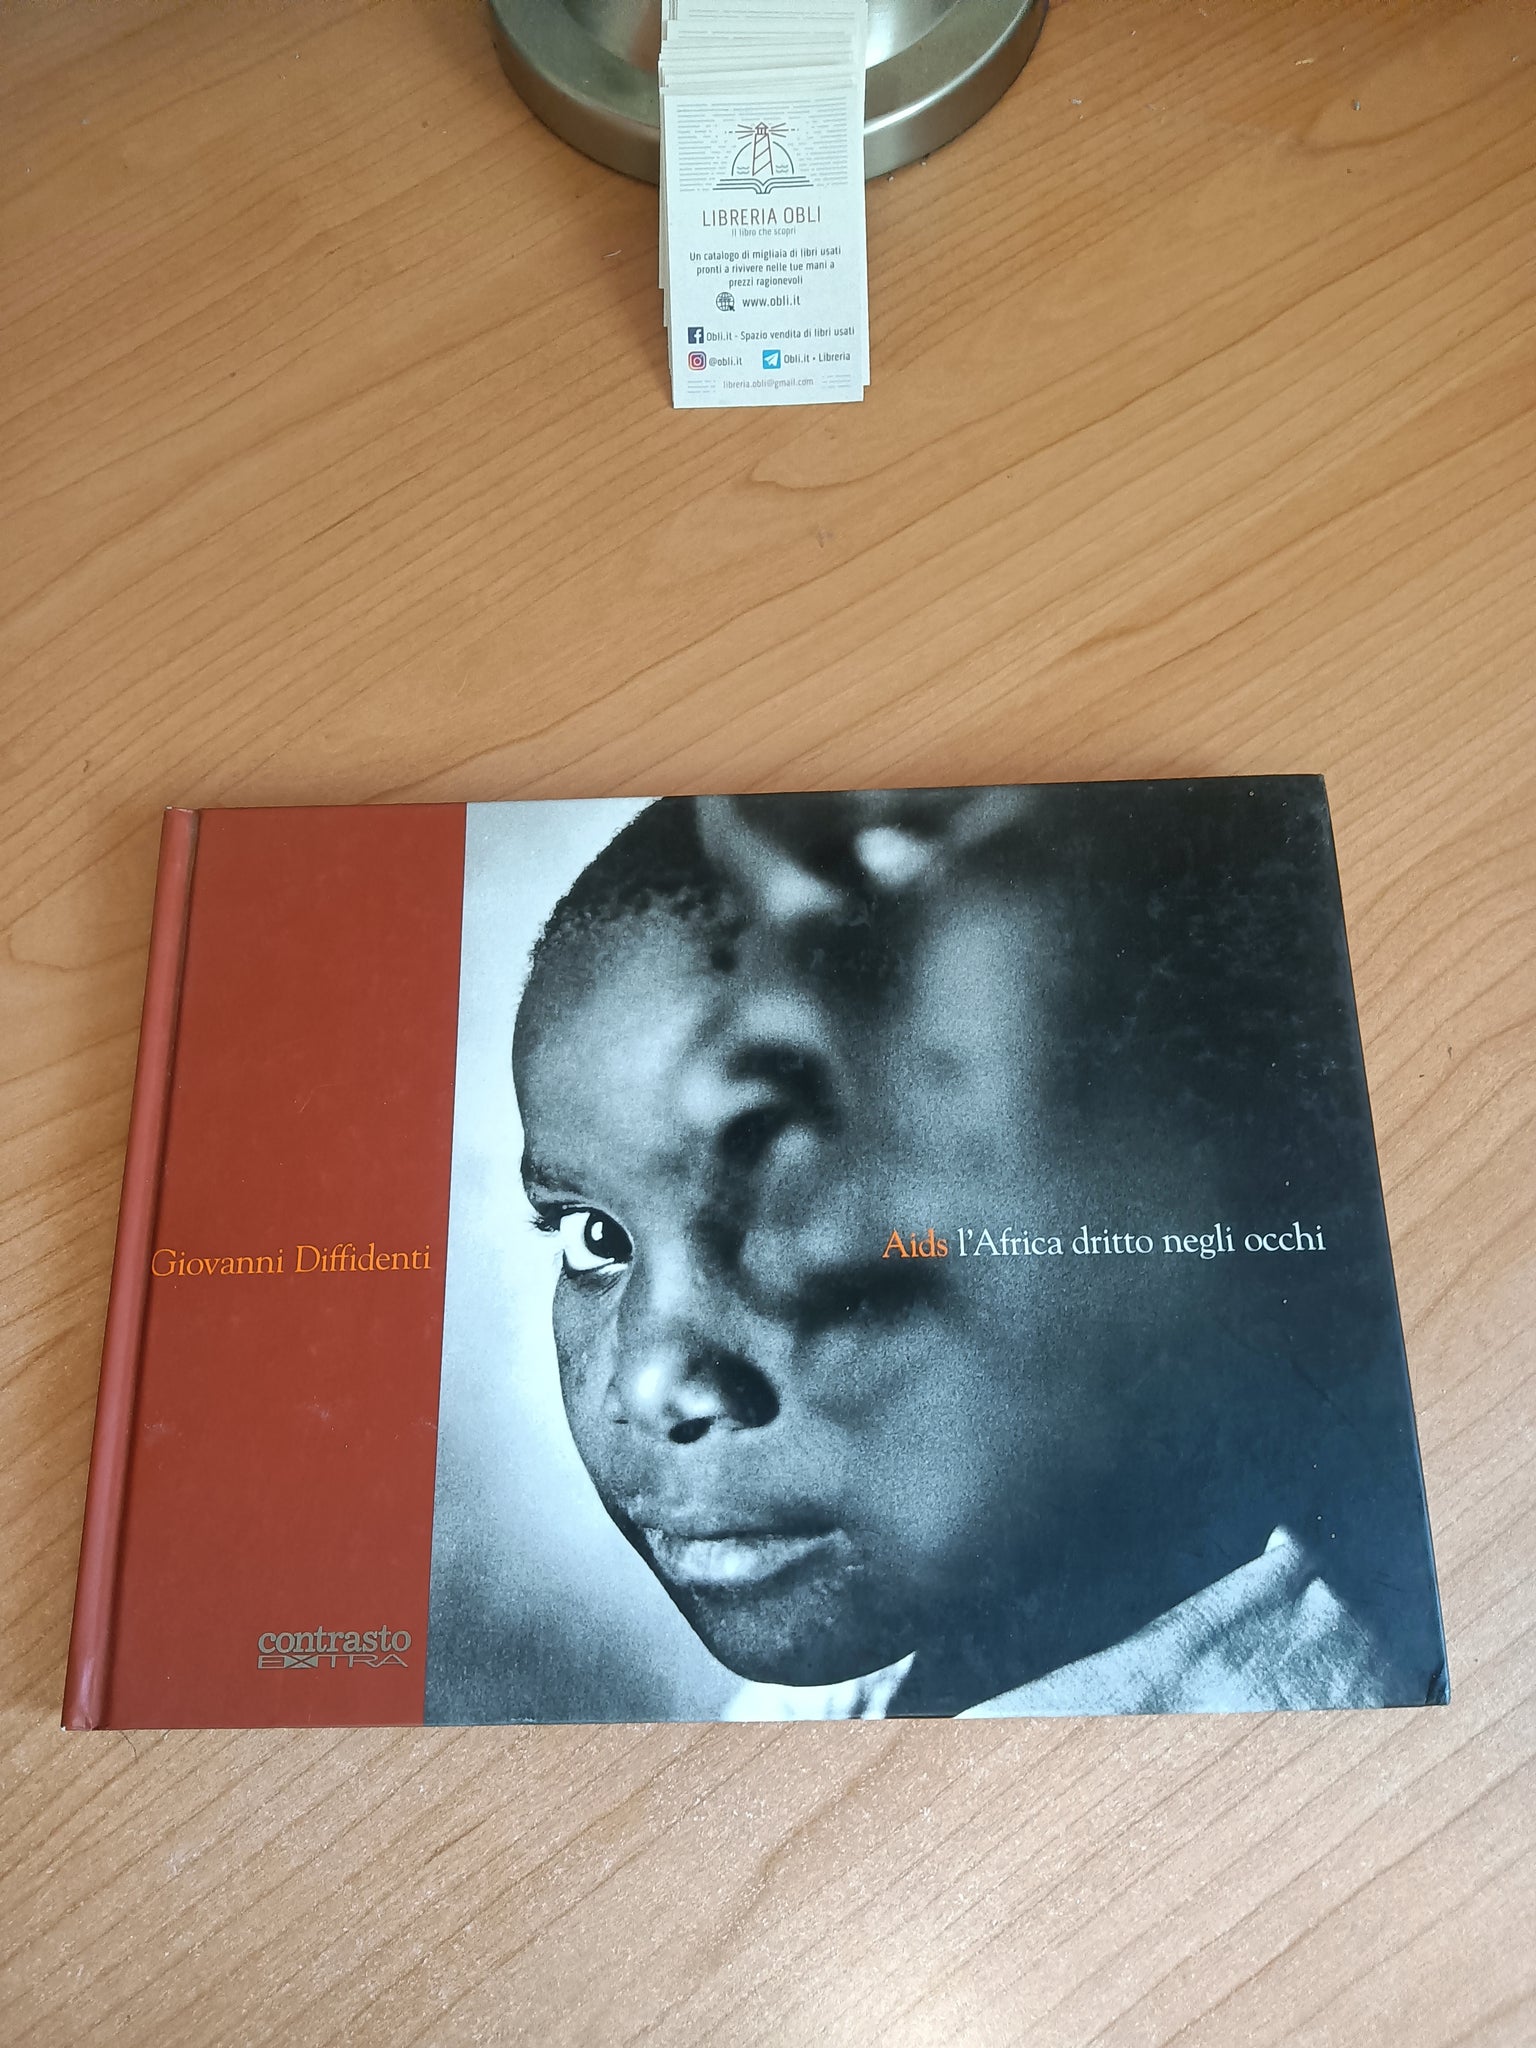 LIBRERIA OBLI
Il libro che scopri
Un catalogo di migliaia di libri usati
pronti a rivivere nelle tue mani a
prezzi ragionevoli
www.obli.it
Obli.it - Spazio vendita di libri usati
@obli.it Obli.it - Libreria
libreria.obli@gmail.com
Giovanni Diffidenti
Aids l'Africa dritto negli occhi
contrasto
EXTRA